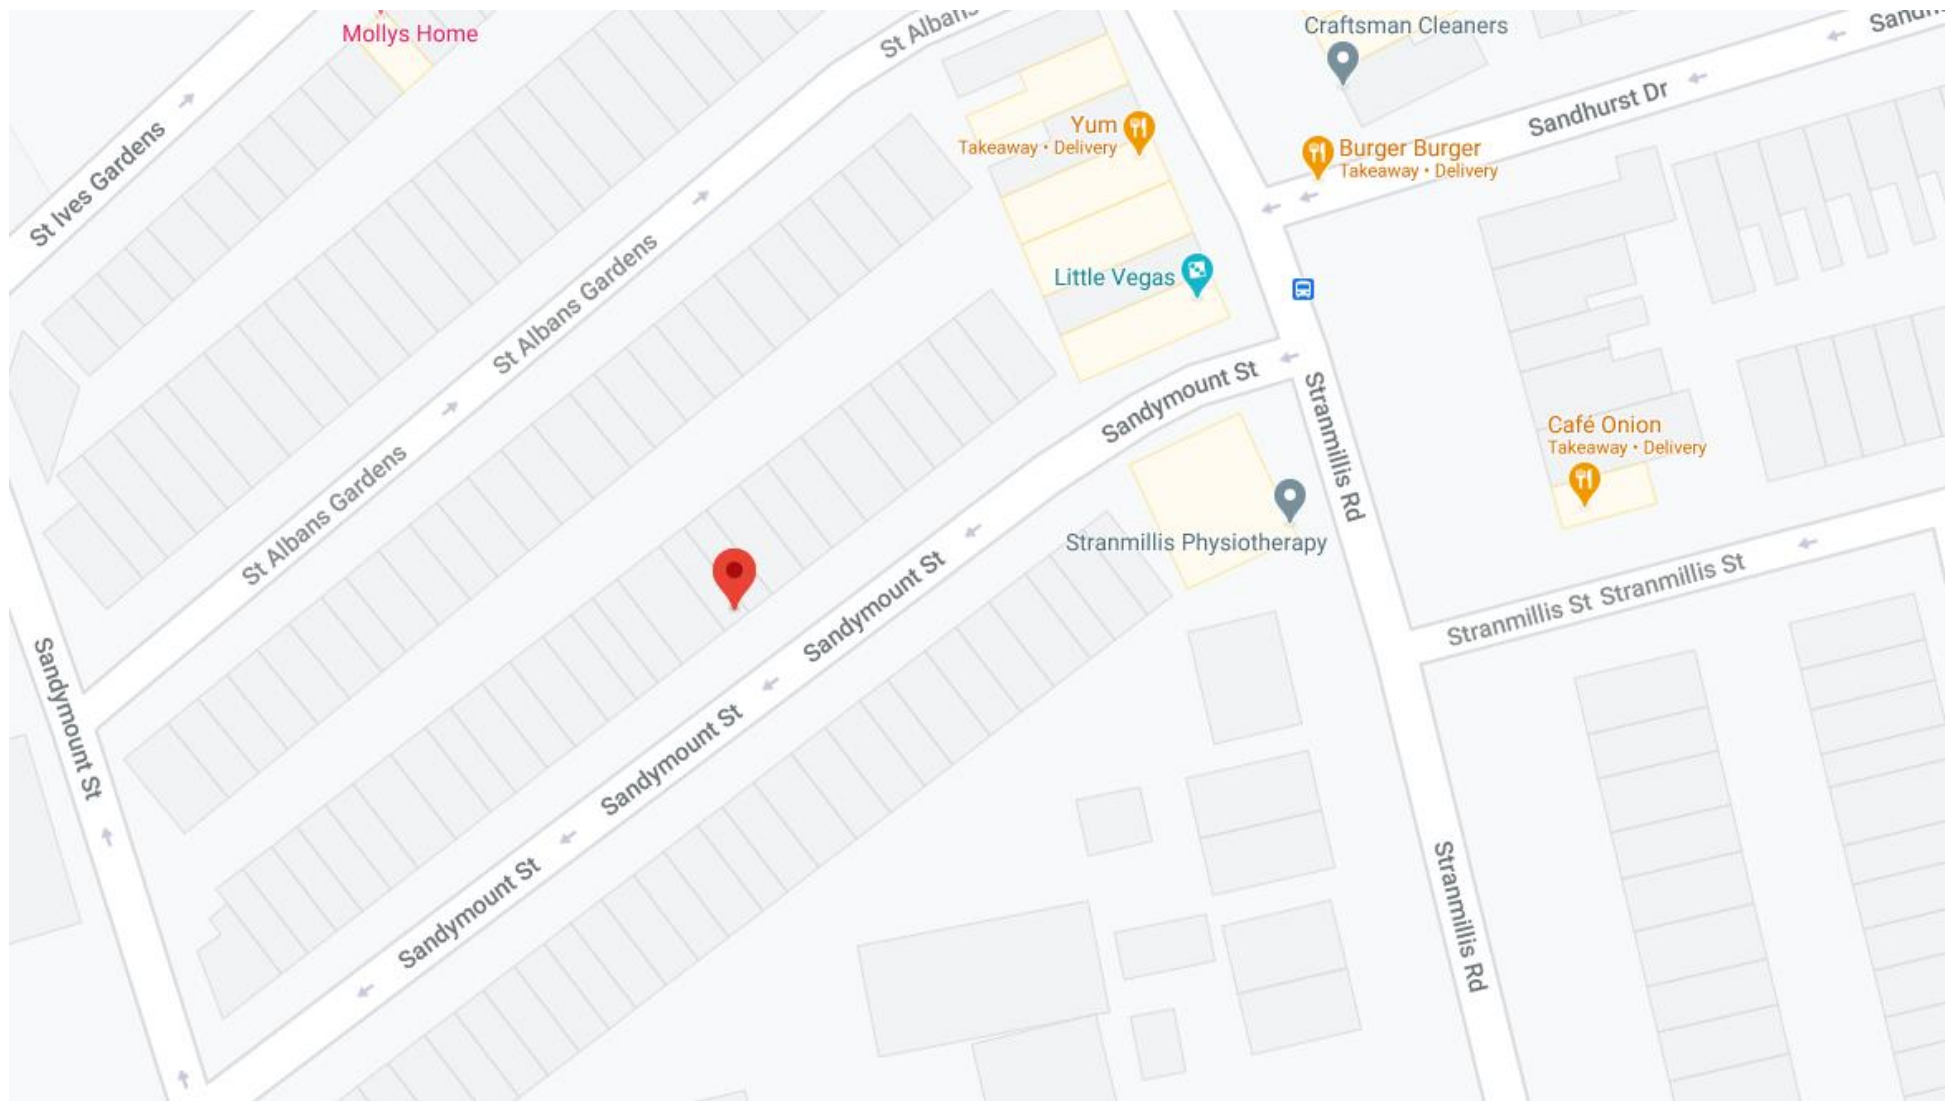 Mollys Home
St Albans
Craftsman Cleaners
Sandhurst Dr
Yum
Takeaway • Delivery
Burger Burger
Takeaway • Delivery
St Ives Gardens
St Albans Gardens
Little Vegas
Sandymount St
Stranmillis Rd
Café Onion
Takeaway • Delivery
St Albans Gardens
Stranmillis Physiotherapy
Sandymount St
Stranmillis St
Stranmillis St
Sandymount St
Sandymount St
Sandymount St
Stranmillis Rd